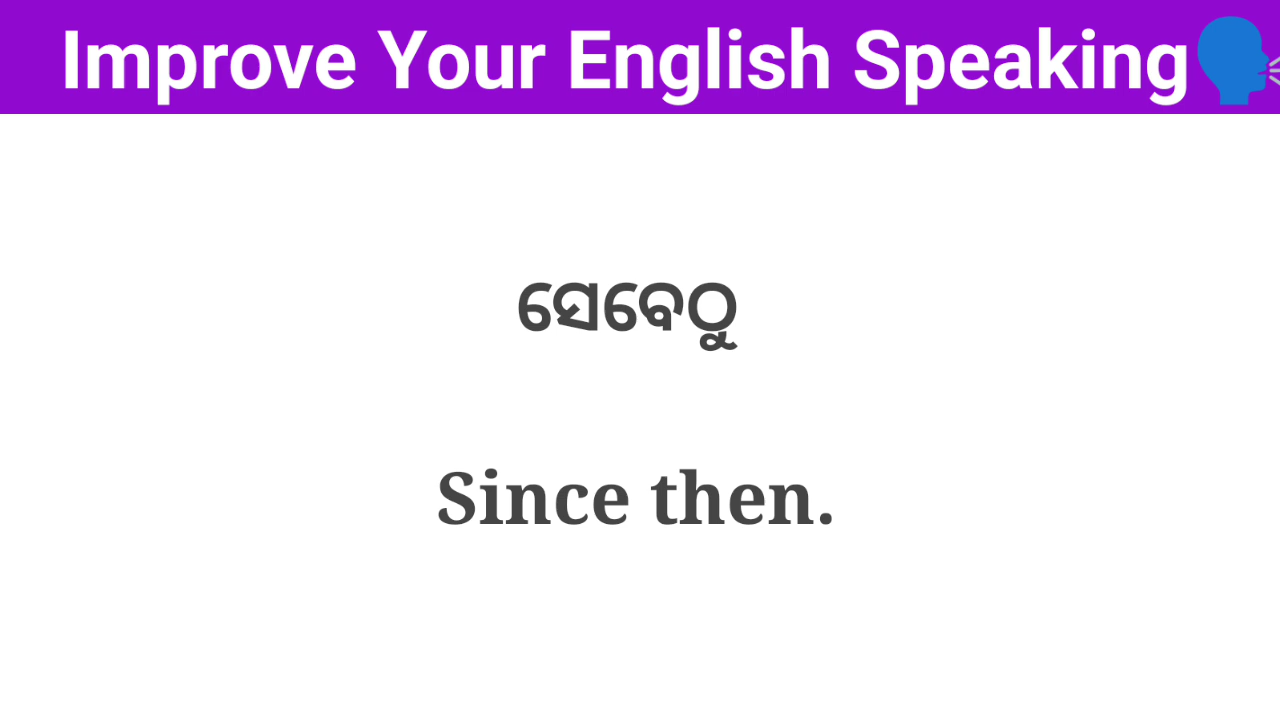 Improve Your English Speaking🗣️
ସେବେଠୁ
Since then.